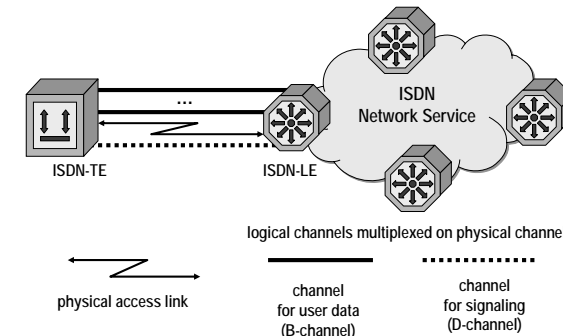 ISDN
Network Service
...
ISDN-TE
ISDN-LE
logical channels multiplexed on physical channe
physical access link
channel
for user data
(B-channel)
channel
for signaling
(D-channel)